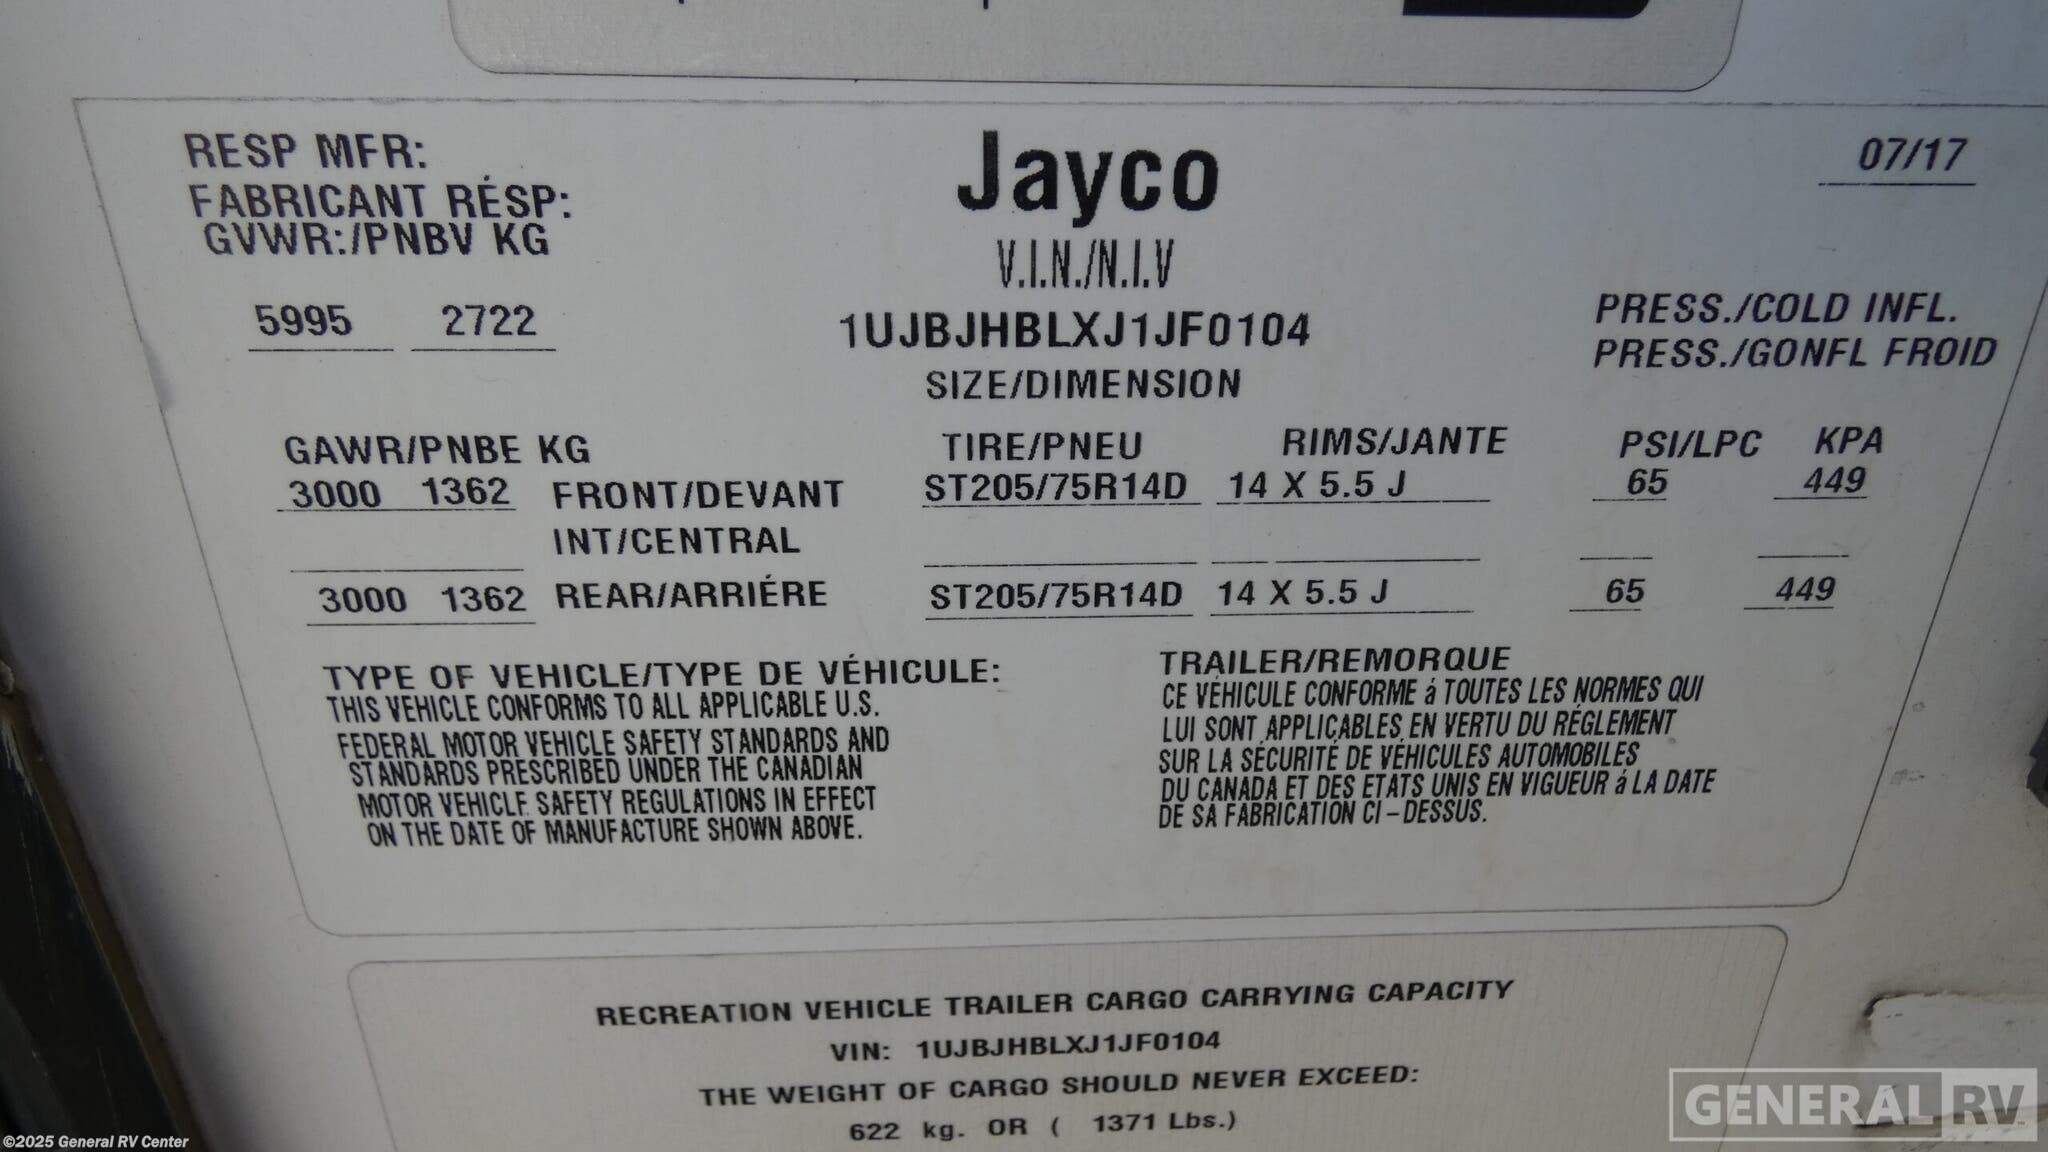 RESP MFR:
FABRICANT RÉSP:
GVWR:/PNBV KG
Jayco
07/17
V.I.N./N.I.V
5995 2722
1UJBJHBLXJ1JF0104
PRESS./COLD INFL.
PRESS./GONFL FROID
SIZE/DIMENSION
GAWR/PNBE KG TIRE/PNEU RIMS/JANTE PSI/LPC KPA
3000 1362 FRONT/DEVANT ST205/75R14D 14 X 5.5 J 65 449
INT/CENTRAL
3000 1362 REAR/ARRIÉRE ST205/75R14D 14 X 5.5 J 65 449
TYPE OF VEHICLE/TYPE DE VÉHICULE:
THIS VEHICLE CONFORMS TO ALL APPLICABLE U.S.
FEDERAL MOTOR VEHICLE SAFETY STANDARDS AND
STANDARDS PRESCRIBED UNDER THE CANADIAN
MOTOR VEHICLE SAFETY REGULATIONS IN EFFECT
ON THE DATE OF MANUFACTURE SHOWN ABOVE.
TRAILER/REMORQUE
CE VÉHICULE CONFORME á TOUTES LES NORMES QUI
LUI SONT APPLICABLES EN VERTU DU RÉGLEMENT
SUR LA SÉCURITÉ DE VÉHICULES AUTOMOBILES
DU CANADA ET DES ETATS UNIS EN VIGUEUR á LA DATE
DE SA FABRICATION CI-DESSUS.
RECREATION VEHICLE TRAILER CARGO CARRYING CAPACITY
VIN: 1UJBJHBLXJ1JF0104
THE WEIGHT OF CARGO SHOULD NEVER EXCEED:
622 kg. OR ( 1371 Lbs.)
GENERAL RV
©2025 General RV Center